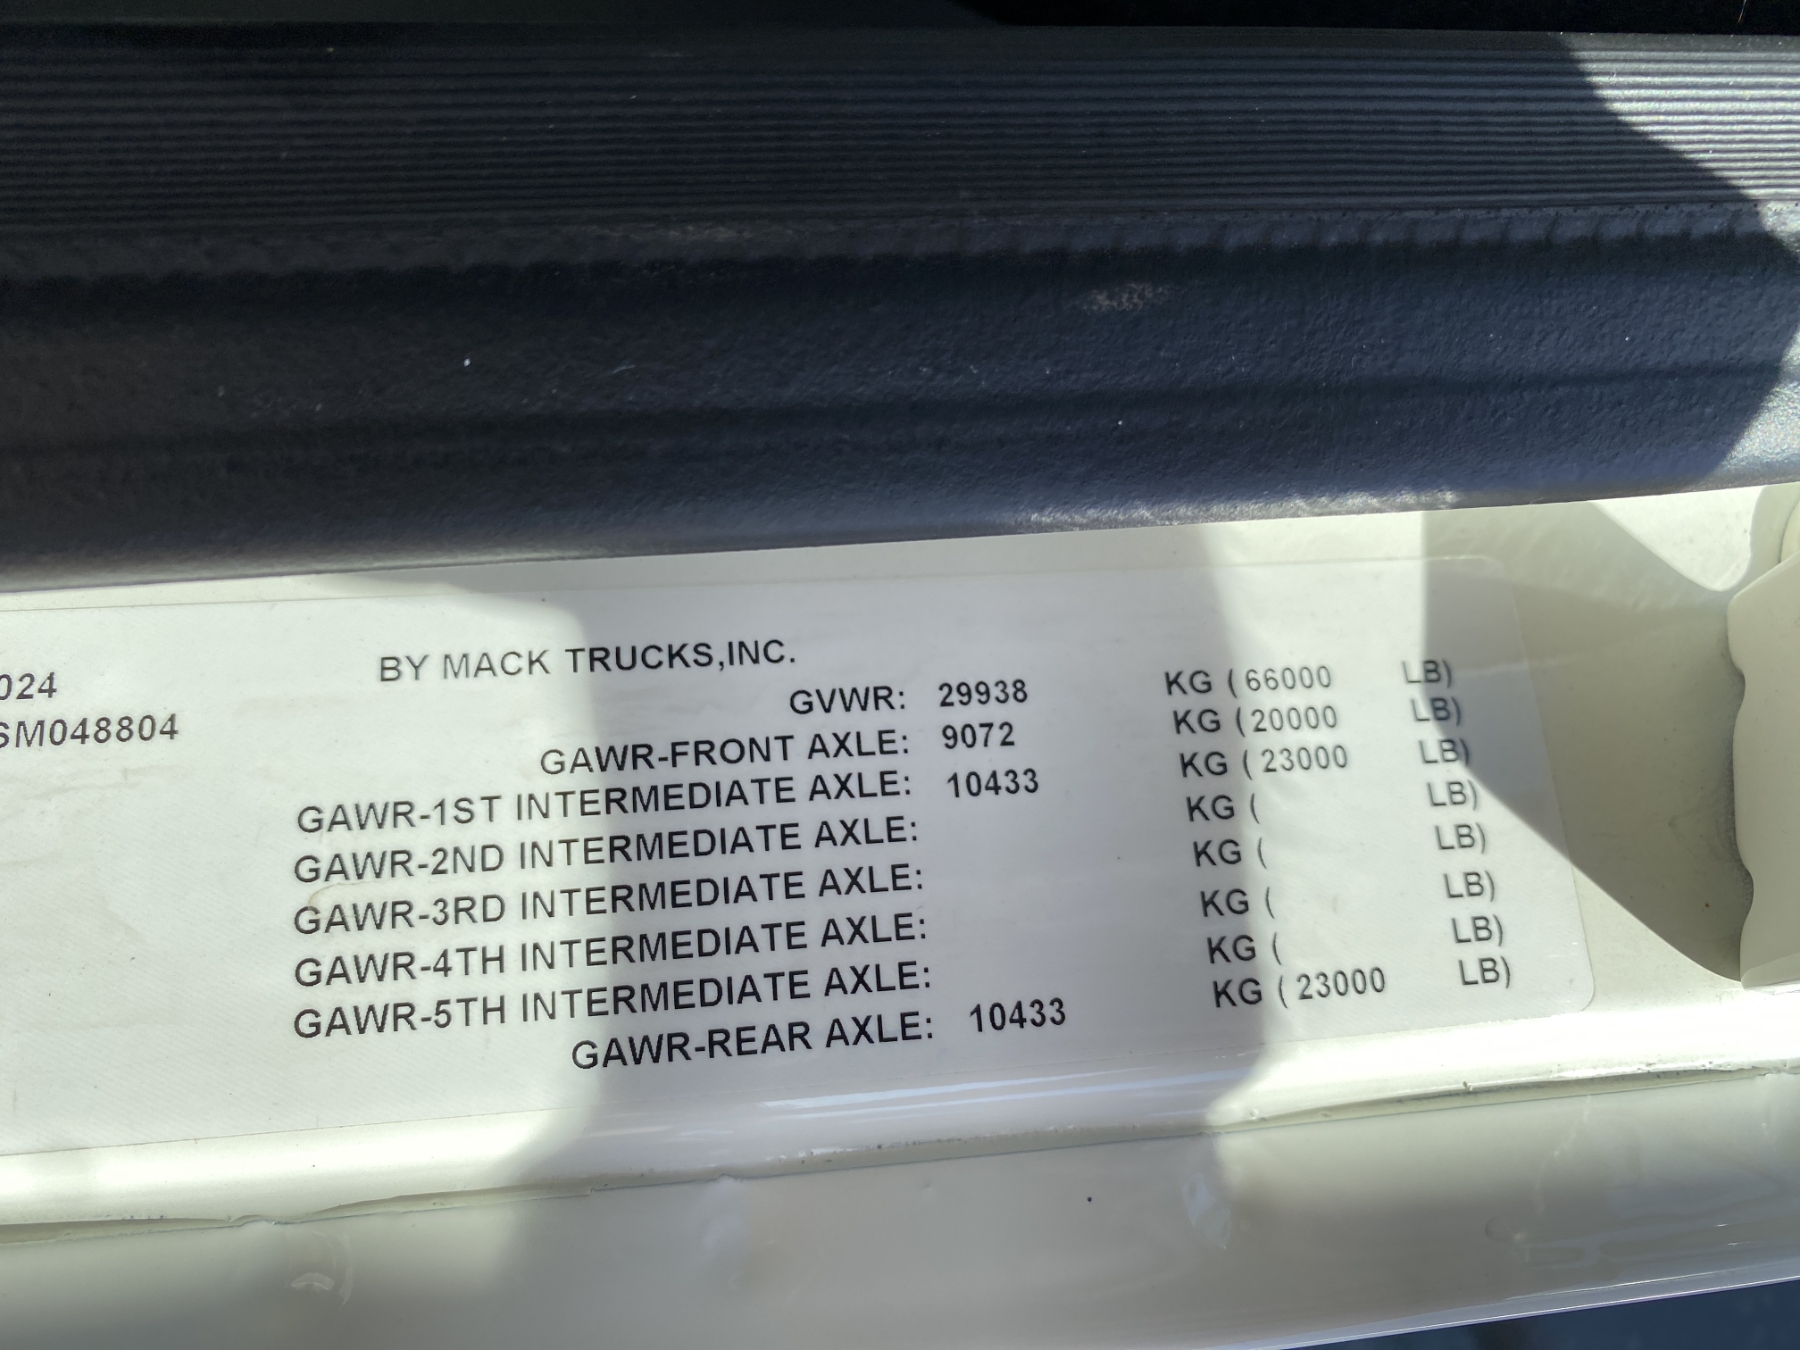 BY MACK TRUCKS,INC.
024
SM048804
GVWR: 29938 KG (66000 LB)
GAWR-FRONT AXLE: 9072 KG (20000 LB)
GAWR-1ST INTERMEDIATE AXLE: 10433 KG (23000 LB)
GAWR-2ND INTERMEDIATE AXLE: KG ( LB)
GAWR-3RD INTERMEDIATE AXLE: KG ( LB)
GAWR-4TH INTERMEDIATE AXLE: KG ( LB)
GAWR-5TH INTERMEDIATE AXLE: KG ( LB)
GAWR-REAR AXLE: 10433 KG (23000 LB)